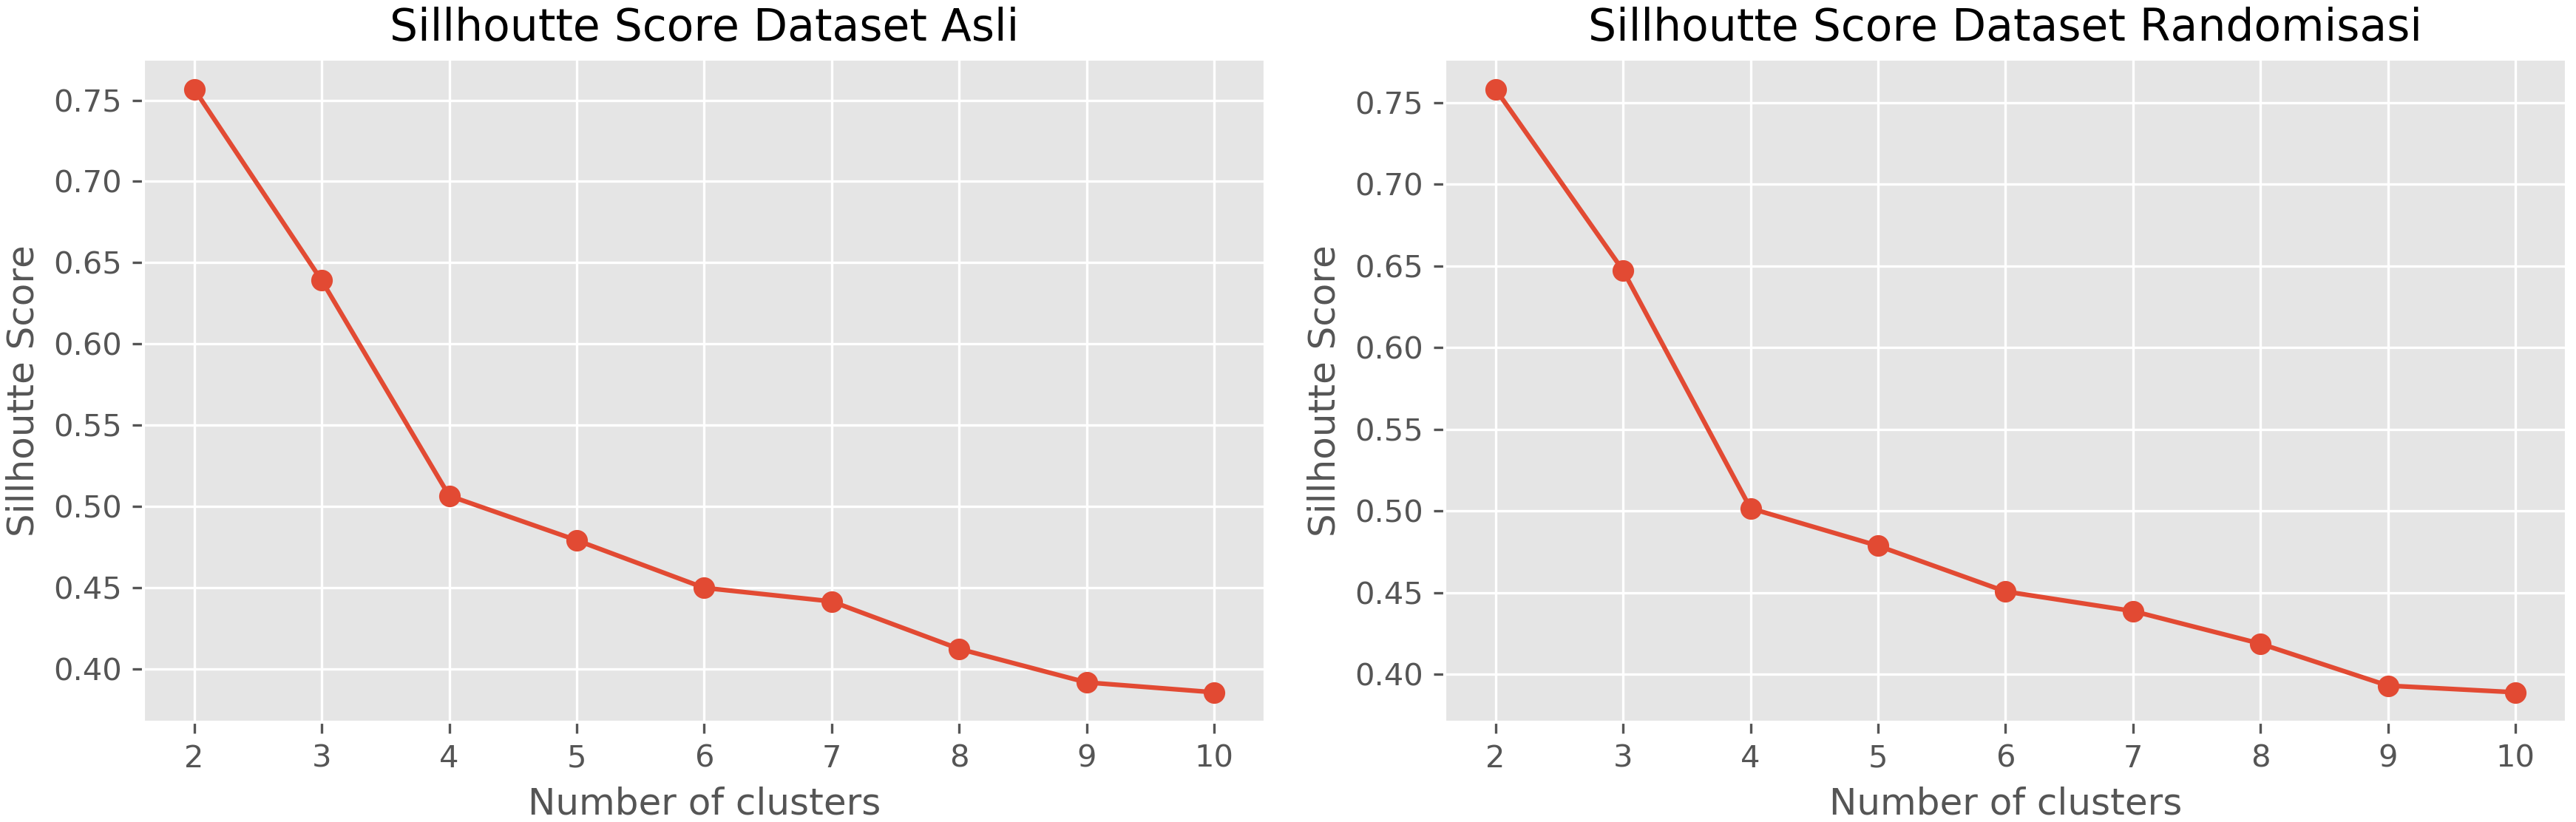 Sillhoutte Score Dataset Asli
Sillhoutte Score
0.75
0.70
0.65
0.60
0.55
0.50
0.45
0.40
2 3 4 5 6 7 8 9 10
Number of clusters
Sillhoutte Score Dataset Randomisasi
Sillhoutte Score
0.75
0.70
0.65
0.60
0.55
0.50
0.45
0.40
2 3 4 5 6 7 8 9 10
Number of clusters